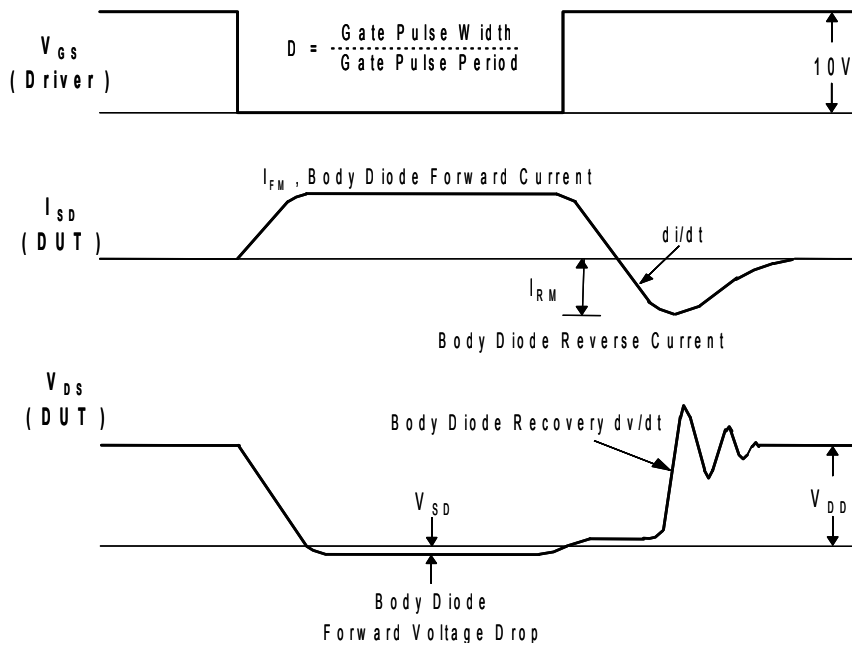 V GS
( Driver )
D = Gate Pulse Width
Gate Pulse Period
10V
I FM , Body Diode Forward Current
I SD
( DUT )
di/dt
I RM
Body Diode Reverse Current
V DS
( DUT )
Body Diode Recovery dv/dt
V SD
V DD
Body Diode
Forward Voltage Drop